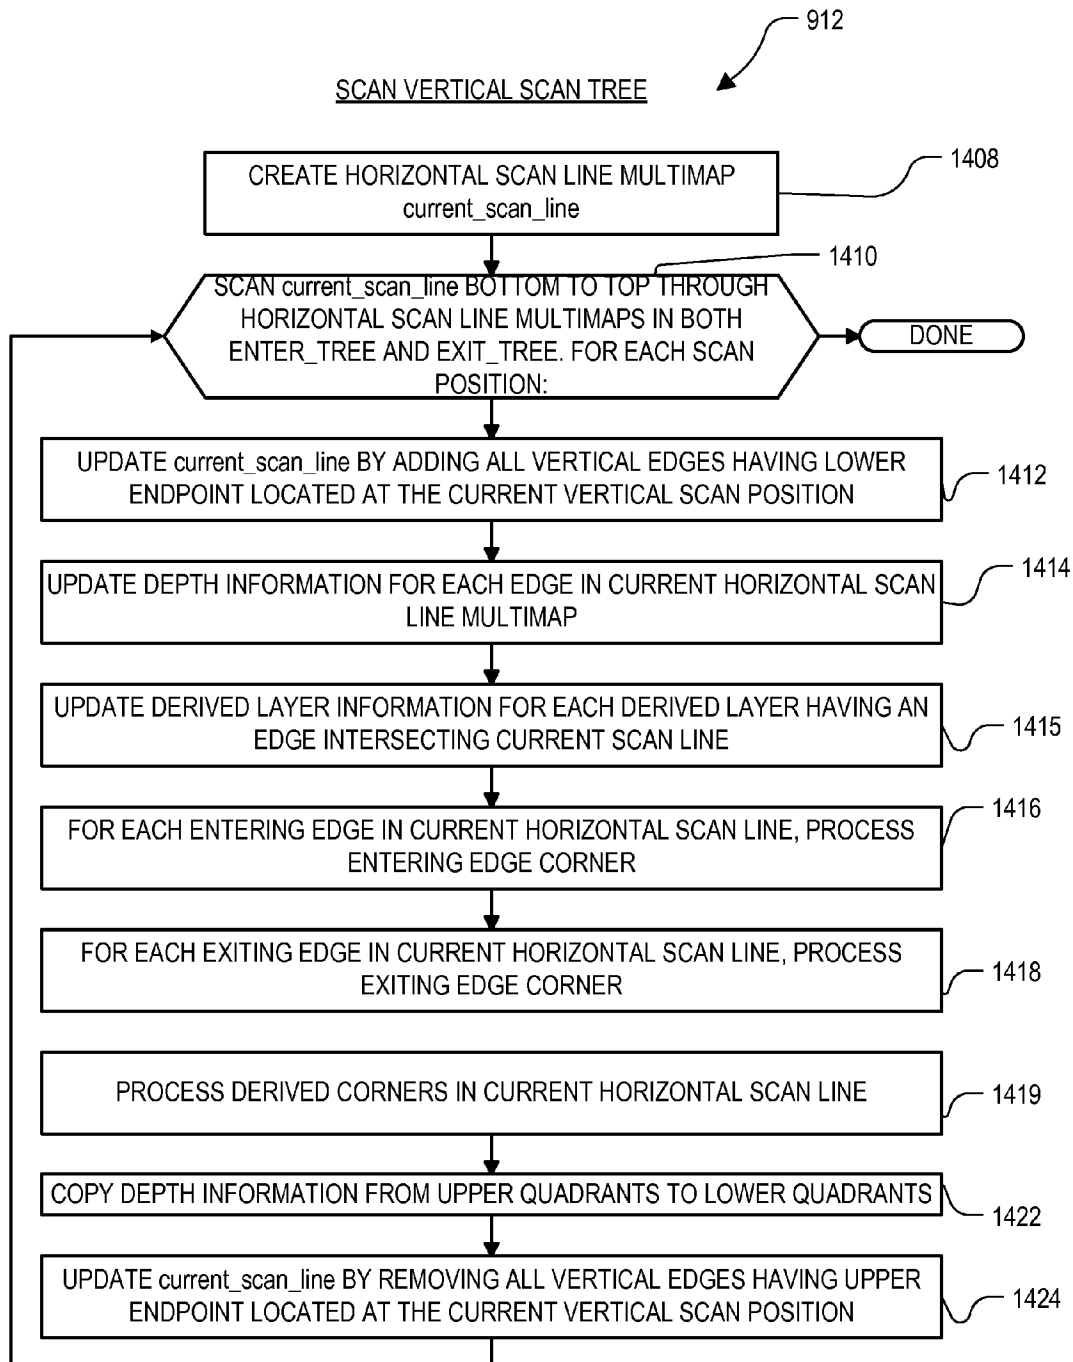 912
SCAN VERTICAL SCAN TREE
CREATE HORIZONTAL SCAN LINE MULTIMAP
current_scan_line
1408
1410
SCAN current_scan_line BOTTOM TO TOP THROUGH
HORIZONTAL SCAN LINE MULTIMAPS IN BOTH
ENTER_TREE AND EXIT_TREE. FOR EACH SCAN
POSITION:
DONE
UPDATE current_scan_line BY ADDING ALL VERTICAL EDGES HAVING LOWER
ENDPOINT LOCATED AT THE CURRENT VERTICAL SCAN POSITION
1412
UPDATE DEPTH INFORMATION FOR EACH EDGE IN CURRENT HORIZONTAL SCAN
LINE MULTIMAP
1414
UPDATE DERIVED LAYER INFORMATION FOR EACH DERIVED LAYER HAVING AN
EDGE INTERSECTING CURRENT SCAN LINE
1415
FOR EACH ENTERING EDGE IN CURRENT HORIZONTAL SCAN LINE, PROCESS
ENTERING EDGE CORNER
1416
FOR EACH EXITING EDGE IN CURRENT HORIZONTAL SCAN LINE, PROCESS
EXITING EDGE CORNER
1418
PROCESS DERIVED CORNERS IN CURRENT HORIZONTAL SCAN LINE
1419
COPY DEPTH INFORMATION FROM UPPER QUADRANTS TO LOWER QUADRANTS
1422
UPDATE current_scan_line BY REMOVING ALL VERTICAL EDGES HAVING UPPER
ENDPOINT LOCATED AT THE CURRENT VERTICAL SCAN POSITION
1424